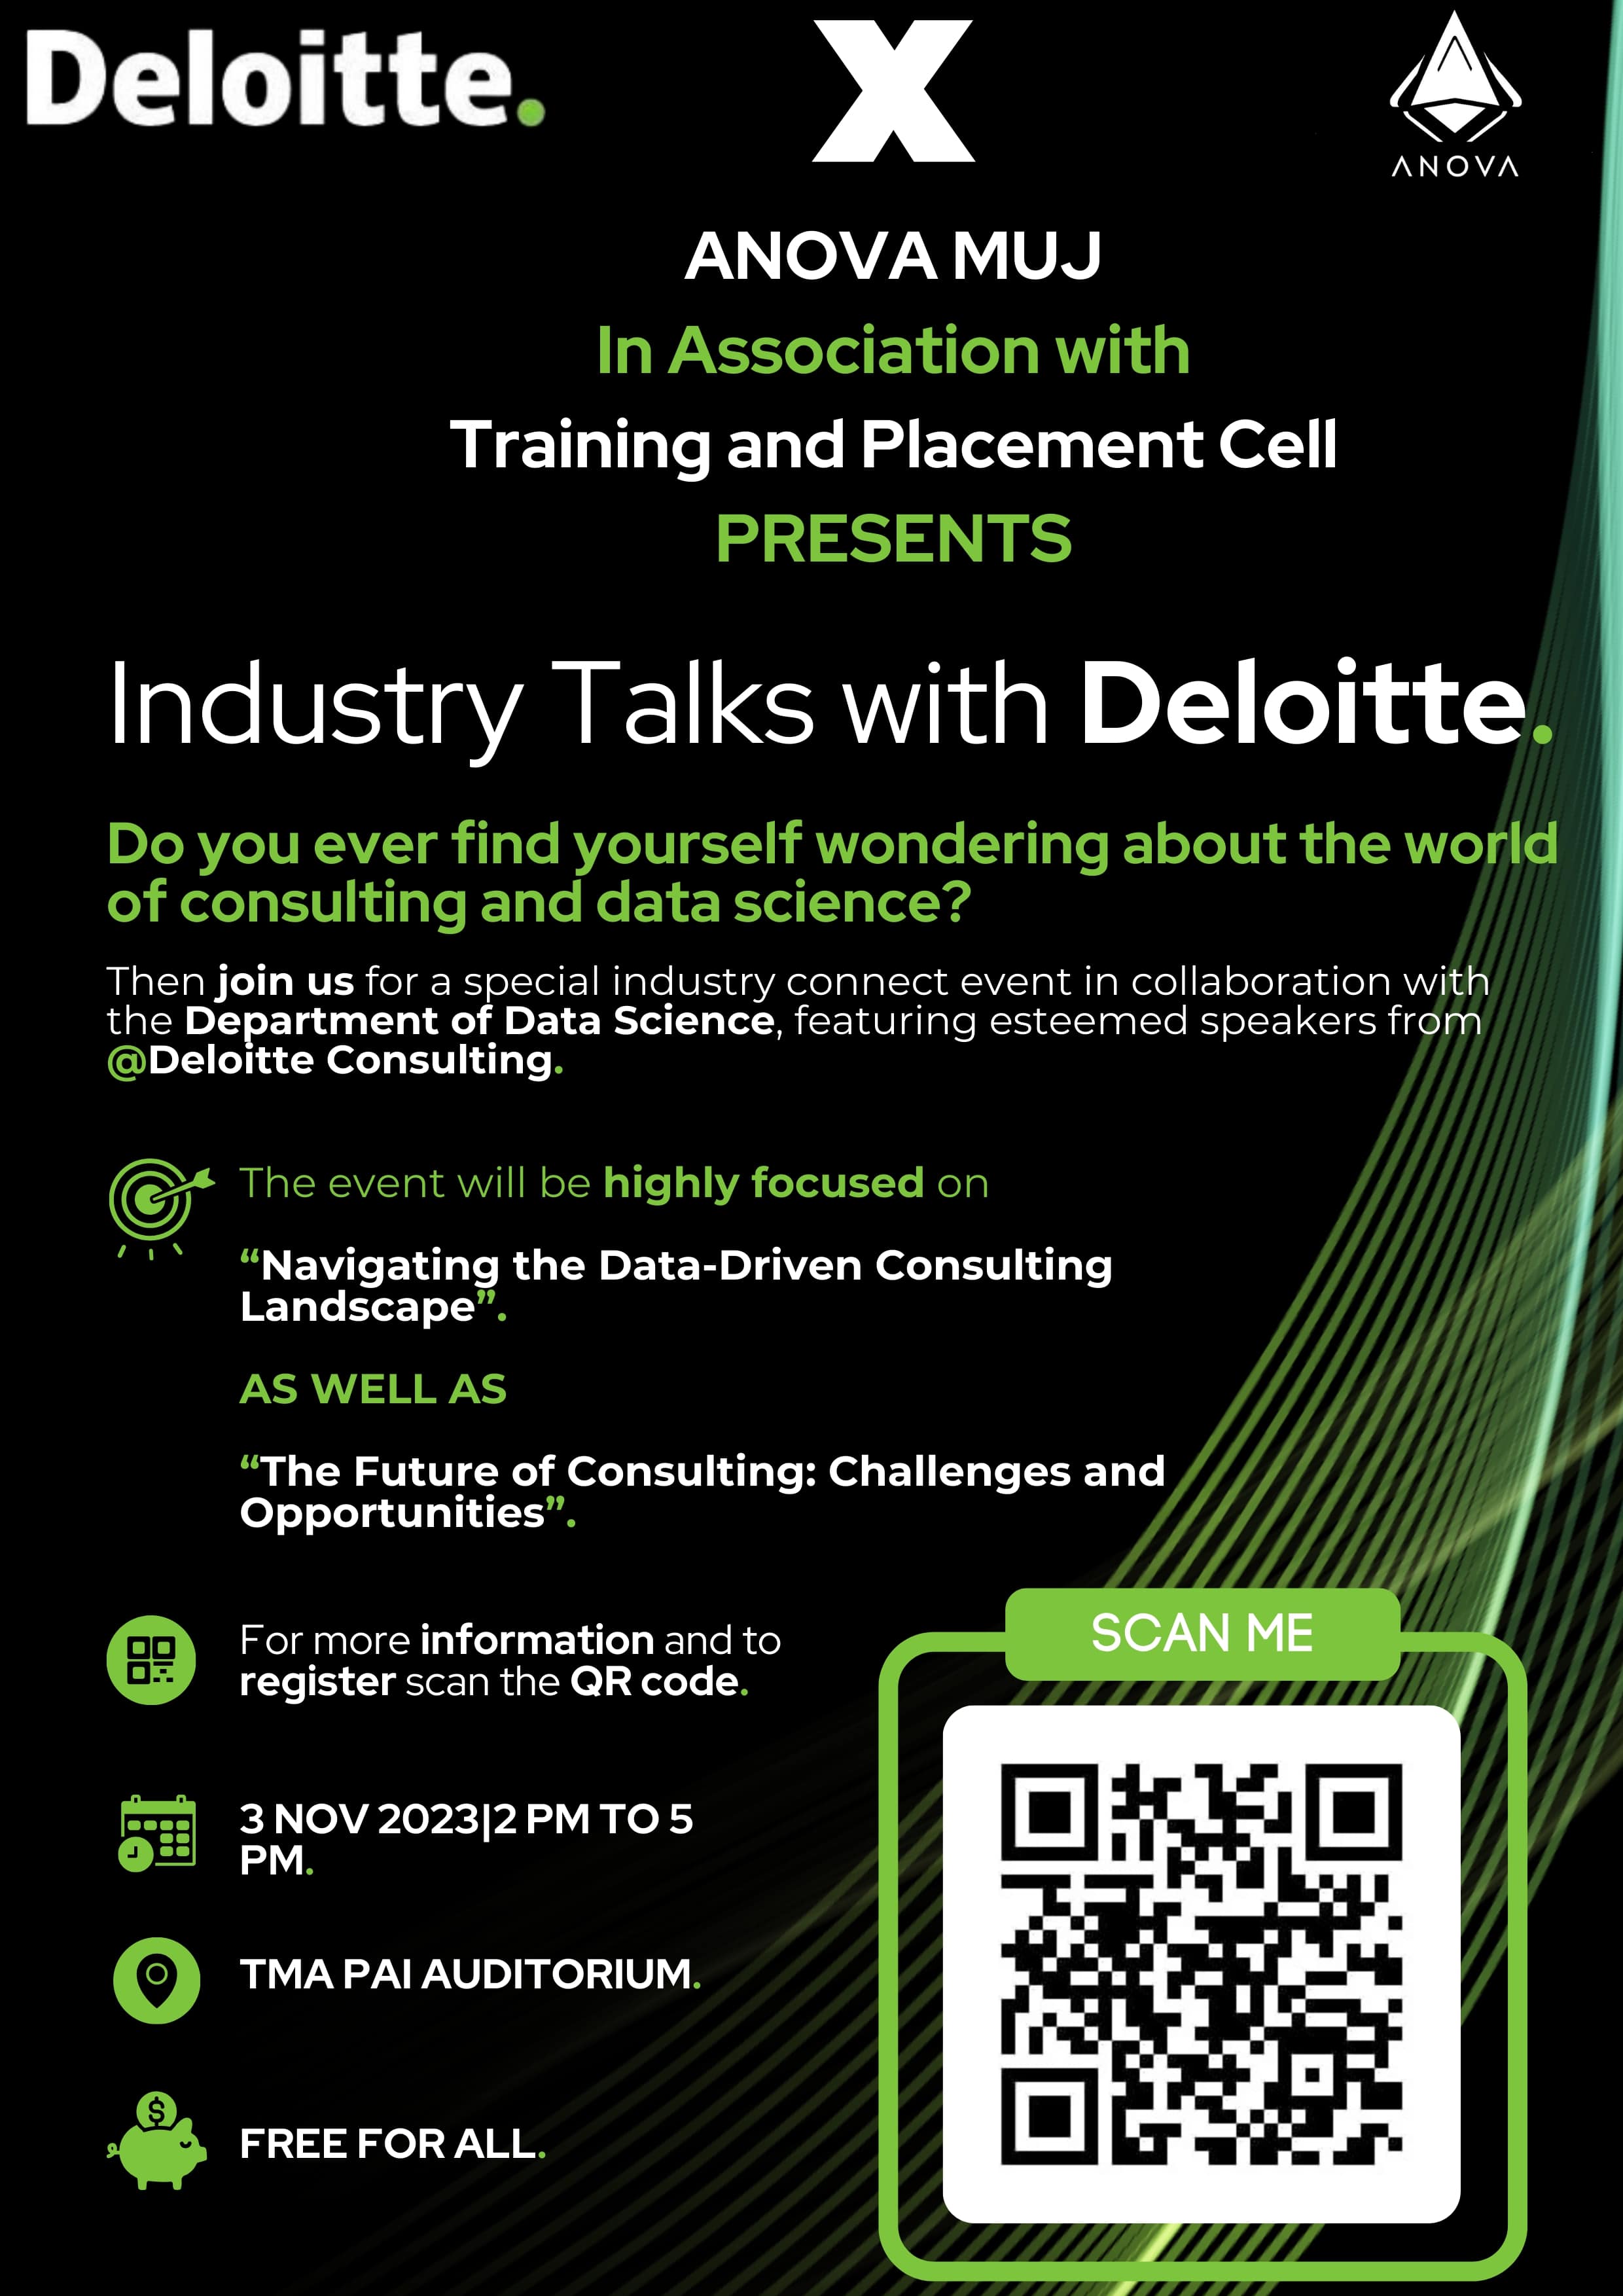 Deloitte.
X
ANOVA
ANOVA MUJ
In Association with
Training and Placement Cell
PRESENTS
Industry Talks with Deloitte.
Do you ever find yourself wondering about the world
of consulting and data science?
Then join us for a special industry connect event in collaboration with
the Department of Data Science, featuring esteemed speakers from
@Deloitte Consulting.
The event will be highly focused on
“Navigating the Data-Driven Consulting
Landscape”.
AS WELL AS
“The Future of Consulting: Challenges and
Opportunities”.
For more information and to
register scan the QR code.
SCAN ME
3 NOV 2023|2 PM TO 5
PM.
TMA PAI AUDITORIUM.
$
FREE FOR ALL.